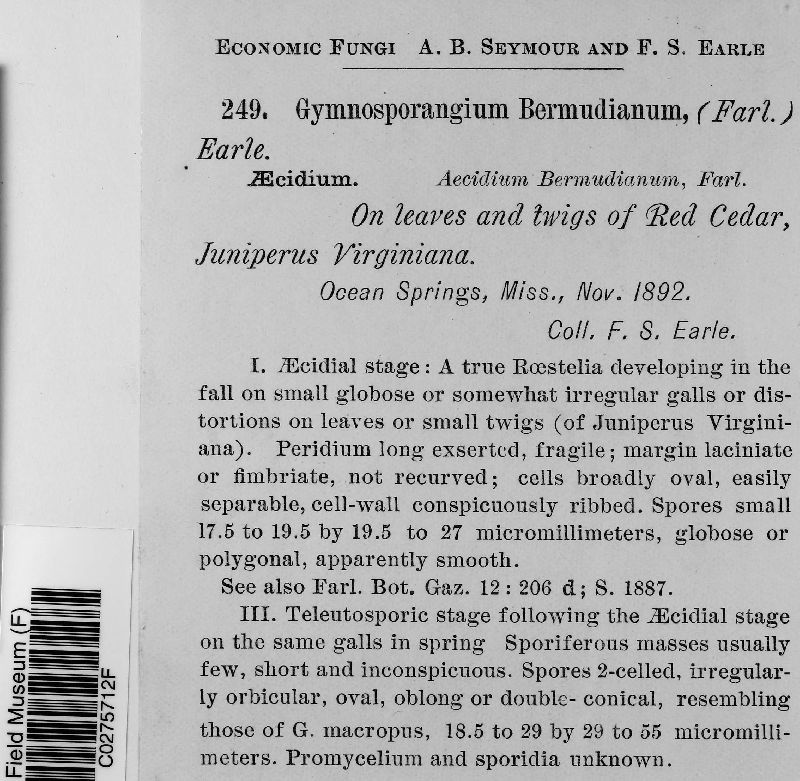 ECONOMIC FUNGI A. B. SEYMOUR AND F. S. EARLE
249. Gymnosporangium Bermudianum, (Farl.)
Earle.
Æcidium. Aecidium Bermudianum, Farl.
On leaves and twigs of Red Cedar,
Juniperus Virginiana.
Ocean Springs, Miss., Nov. 1892.
Coll. F. S. Earle.
I. Æcidial stage: A true Rœstelia developing in the
fall on small globose or somewhat irregular galls or dis-
tortions on leaves or small twigs (of Juniperus Virgini-
ana). Peridium long exserted, fragile; margin laciniate
or fimbriate, not recurved; cells broadly oval, easily
separable, cell-wall conspicuously ribbed. Spores small
17.5 to 19.5 by 19.5 to 27 micromillimeters, globose or
polygonal, apparently smooth.
See also Farl. Bot. Gaz. 12: 206 d; S. 1887.
III. Teleutosporic stage following the Æcidial stage
on the same galls in spring Sporiferous masses usually
few, short and inconspicuous. Spores 2-celled, irregular-
ly orbicular, oval, oblong or double- conical, resembling
those of G. macropus, 18.5 to 29 by 29 to 55 micromilli-
meters. Promycelium and sporidia unknown.
Field Museum (F)
C0275712F